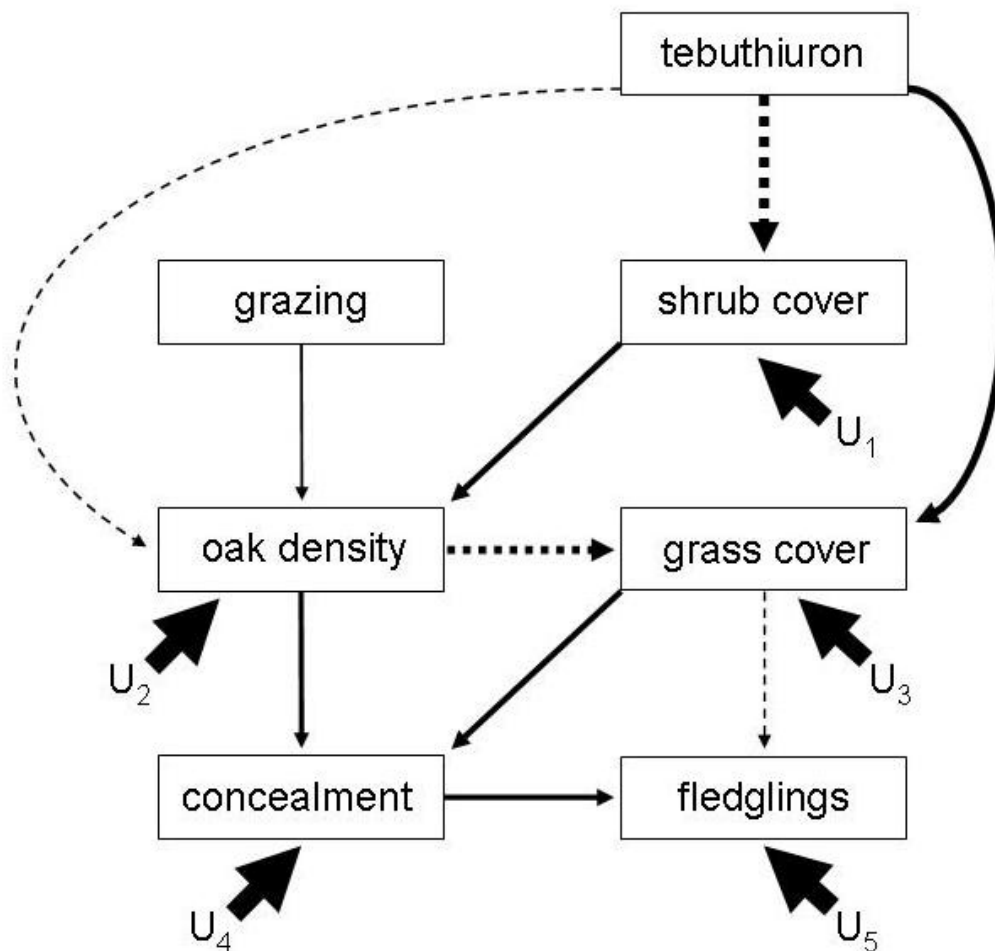 tebuthiuron
grazing
shrub cover
U1
oak density
grass cover
U2
U3
concealment
fledglings
U4
U5